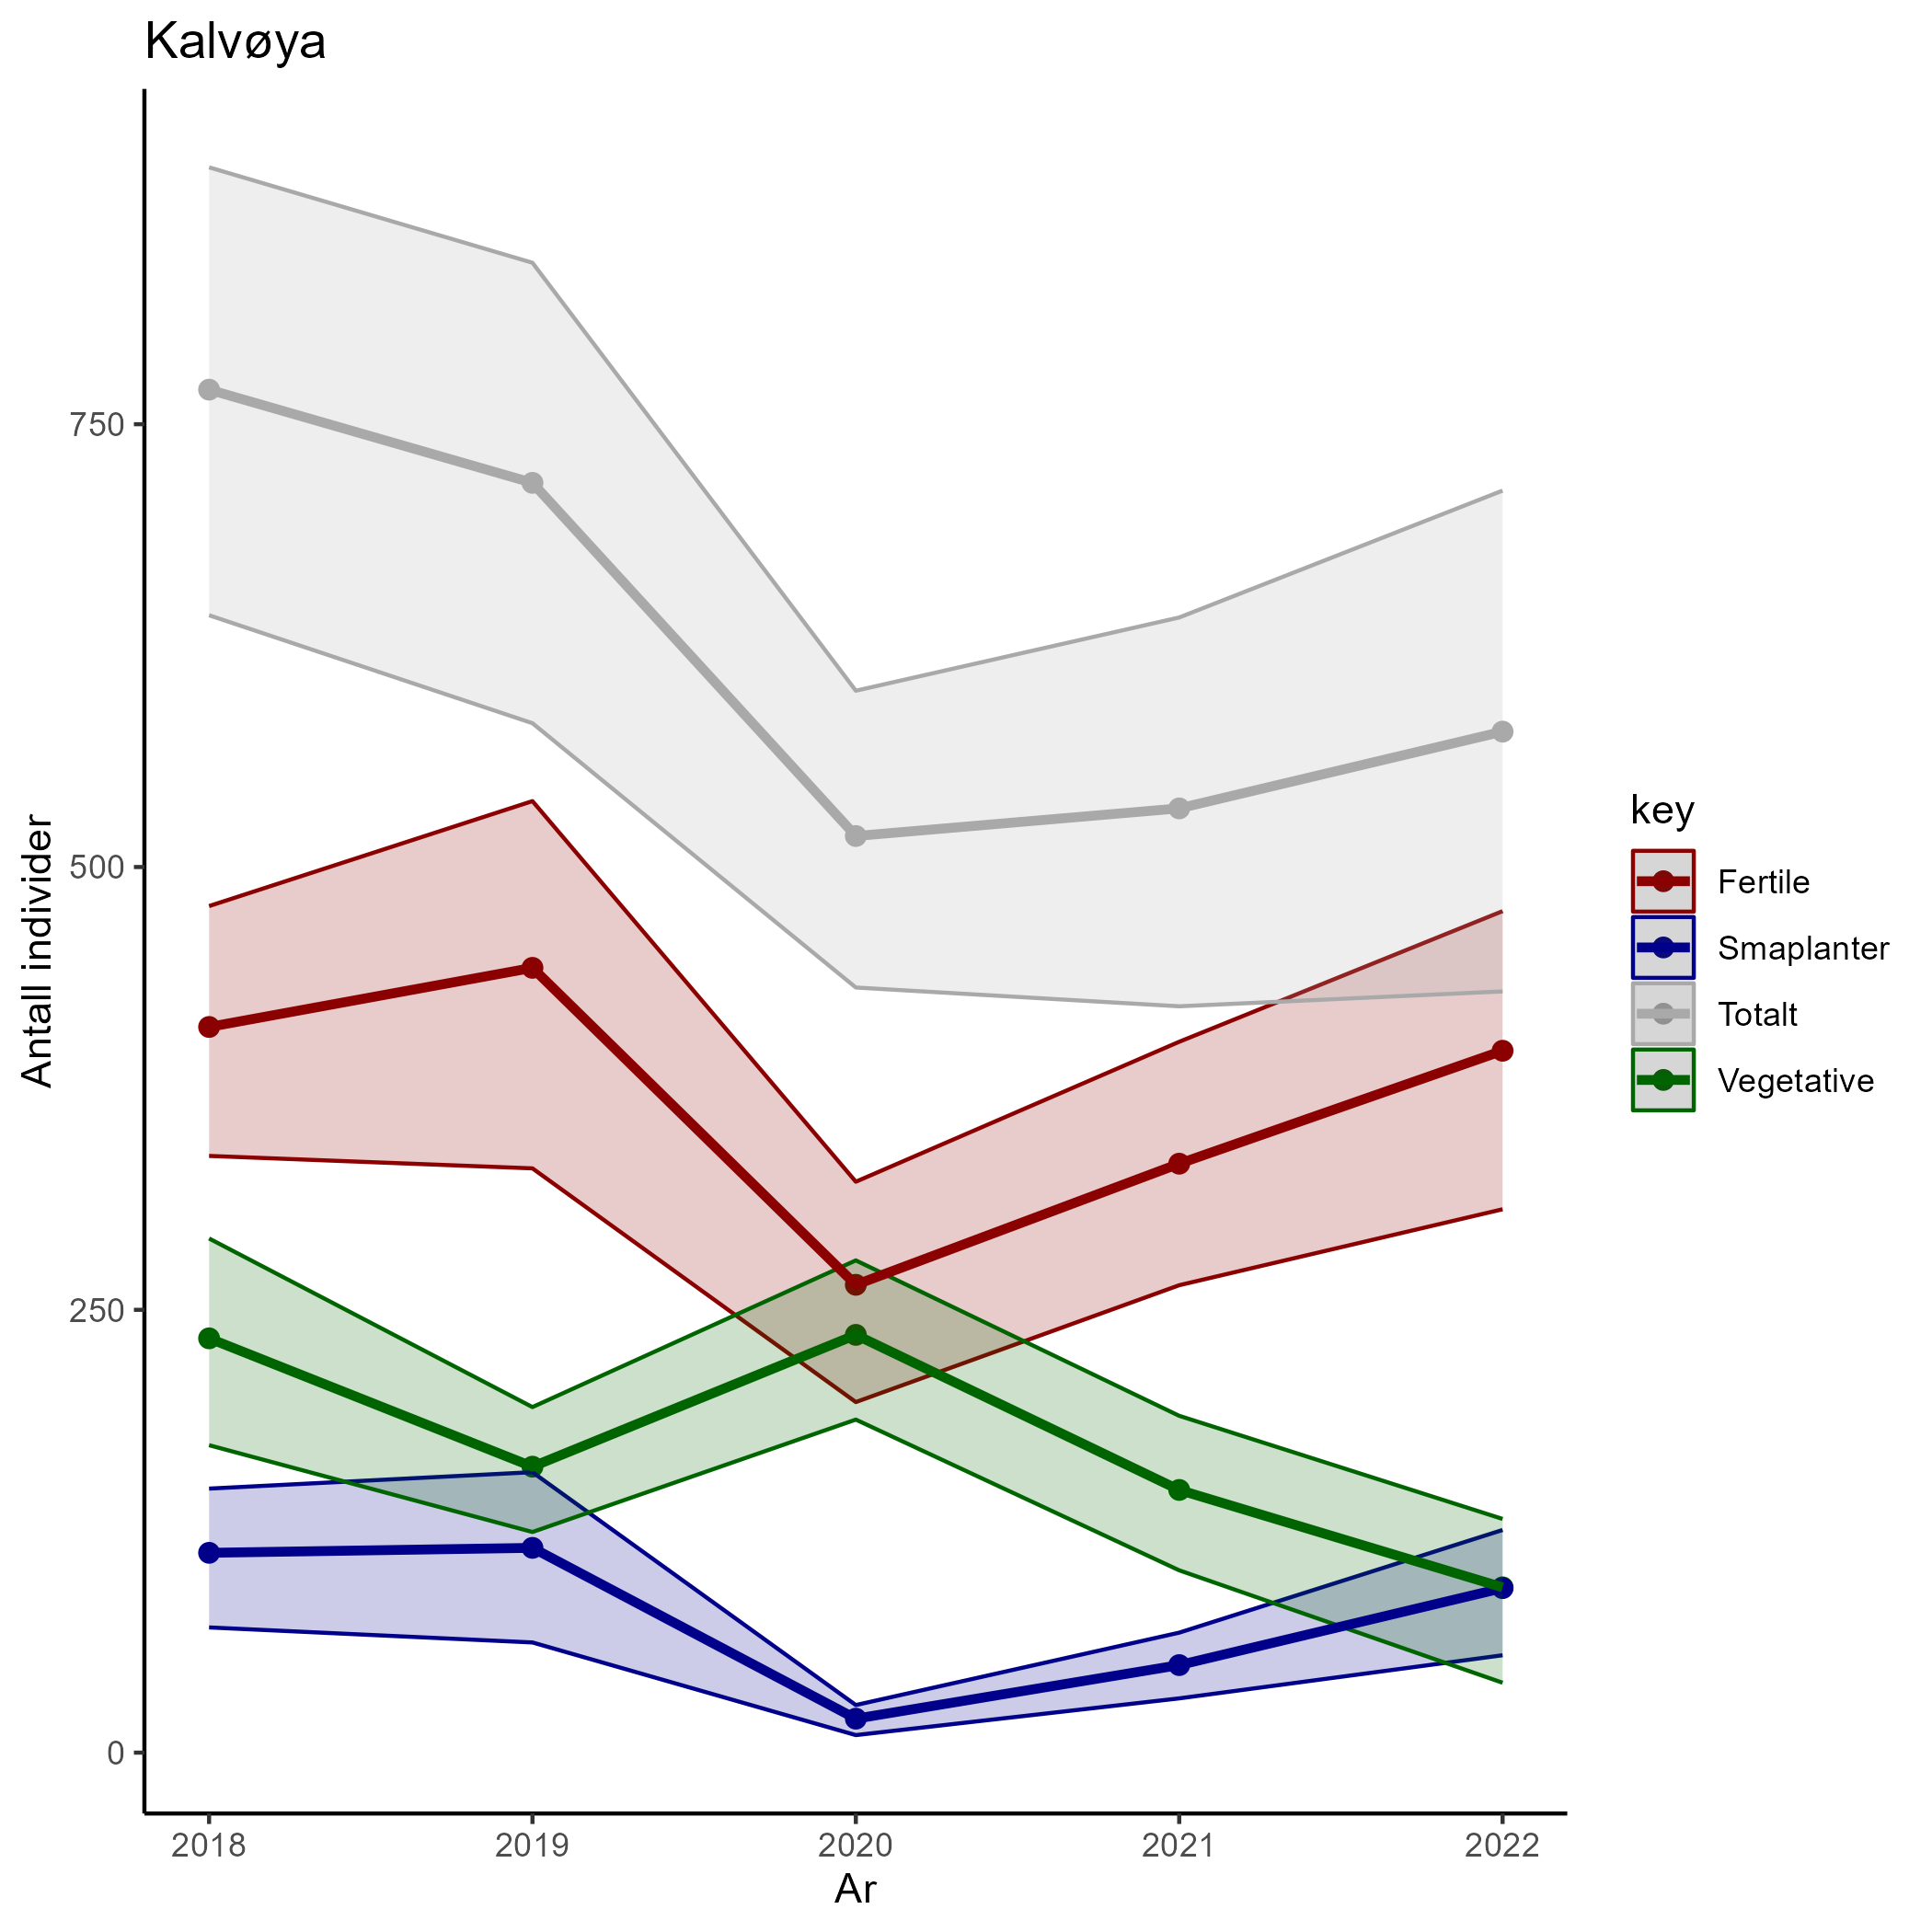 Kalvøya
Antall individer
750
500
250
0
2018 2019 2020 2021 2022
Ar
key
Fertile
Smaplanter
Totalt
Vegetative